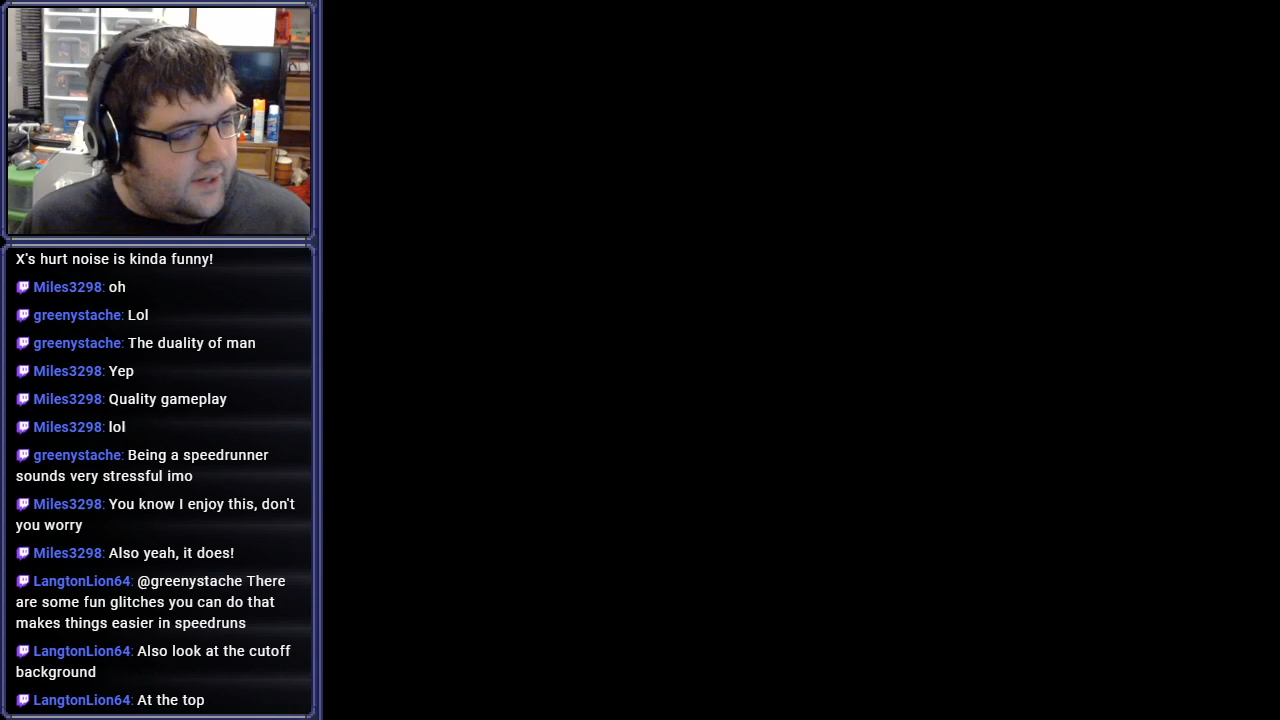 X's hurt noise is kinda funny!
Miles3298: oh
greenystache: Lol
greenystache: The duality of man
Miles3298: Yep
Miles3298: Quality gameplay
Miles3298: lol
greenystache: Being a speedrunner
sounds very stressful imo
Miles3298: You know I enjoy this, don't
you worry
Miles3298: Also yeah, it does!
LangtonLion64: @greenystache There
are some fun glitches you can do that
makes things easier in speedruns
LangtonLion64: Also look at the cutoff
background
LangtonLion64: At the top